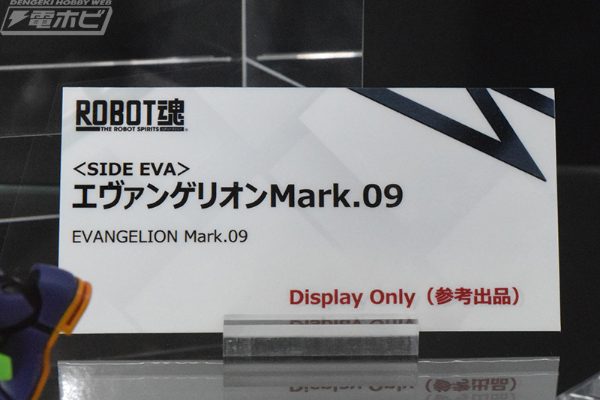 DENGEKI HOBBY WEB
電ホビ
ROBOT魂
THE ROBOT SPIRITS
<SIDE EVA>
エヴァンゲリオンMark.09
EVANGELION Mark.09
Display Only（参考出品）